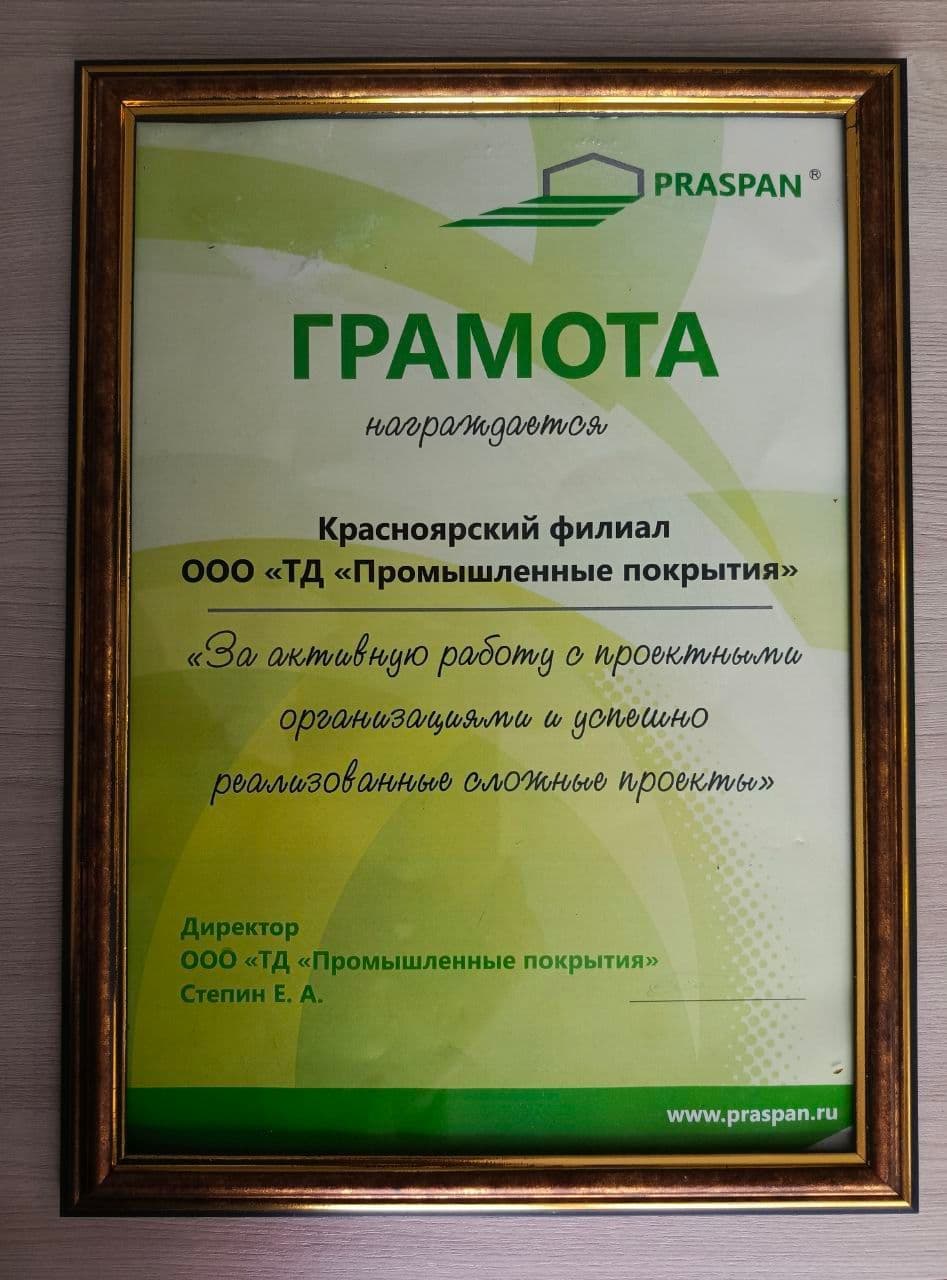 PRASPAN ®
ГРАМОТА
награждается
Красноярский филиал
ООО «ТД «Промышленные покрытия»
«За активную работу с проектными
организациями и успешно
реализованные сложные проекты»
Директор
ООО «ТД «Промышленные покрытия»
Степин Е. А.
www.praspan.ru